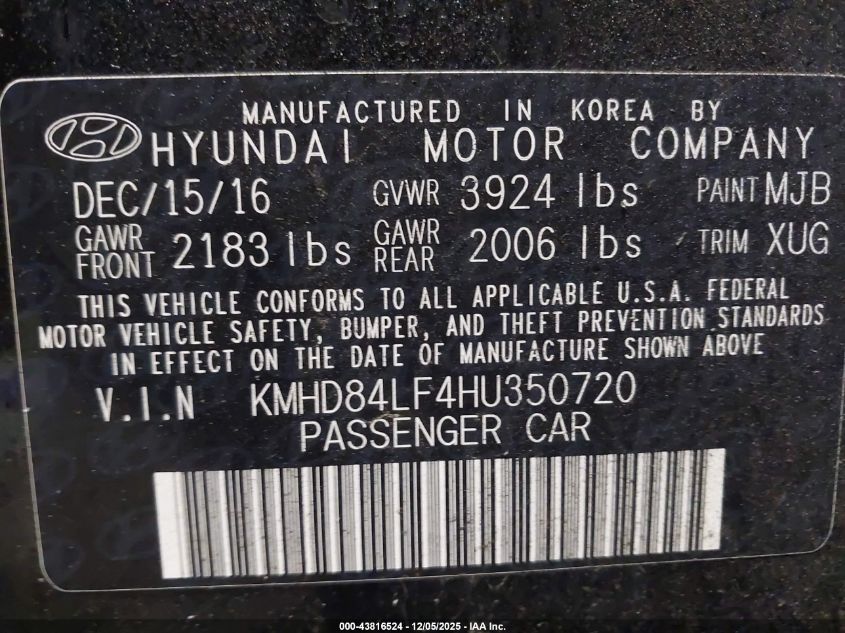 MANUFACTURED IN KOREA BY
HYUNDAI MOTOR COMPANY
DEC/15/16 GVWR 3924 lbs PAINT MJB
GAWR FRONT 2183 lbs GAWR REAR 2006 lbs TRIM XUG
THIS VEHICLE CONFORMS TO ALL APPLICABLE U.S.A. FEDERAL
MOTOR VEHICLE SAFETY, BUMPER, AND THEFT PREVENTION STANDARDS
IN EFFECT ON THE DATE OF MANUFACTURE SHOWN ABOVE
V.I.N KMHD84LF4HU350720
PASSENGER CAR
000-43816524 - 12/05/2025 - IAA Inc.